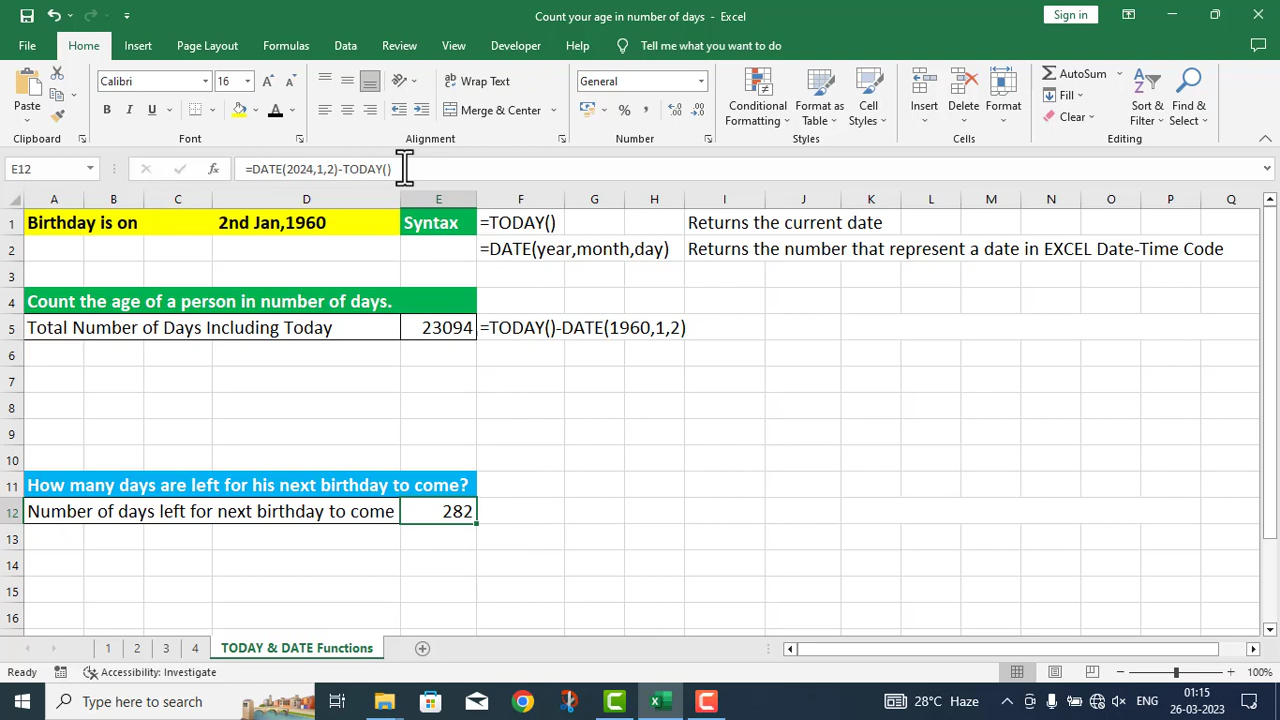 Count your age in number of days - Excel
Sign in
File Home Insert Page Layout Formulas Data Review View Developer Help Tell me what you want to do
Paste
Calibri 16
General
Wrap Text
Merge & Center
Conditional Formatting
Format as Table
Cell Styles
Insert Delete Format
AutoSum
Fill
Clear
Sort & Filter
Find & Select
Clipboard Font Alignment Number Styles Cells Editing
E12 fx =DATE(2024,1,2)-TODAY()
A B C D E F G H I J K L M N O P Q
1 Birthday is on 2nd Jan,1960 Syntax =TODAY() Returns the current date
2 =DATE(year,month,day) Returns the number that represent a date in EXCEL Date-Time Code
3
4 Count the age of a person in number of days.
5 Total Number of Days Including Today 23094 =TODAY()-DATE(1960,1,2)
6
7
8
9
10
11 How many days are left for his next birthday to come?
12 Number of days left for next birthday to come 282
13
14
15
16
1 2 3 4 TODAY & DATE Functions
Ready Accessibility: Investigate 100%
Type here to search
28°C Haze
ENG
01:15
26-03-2023